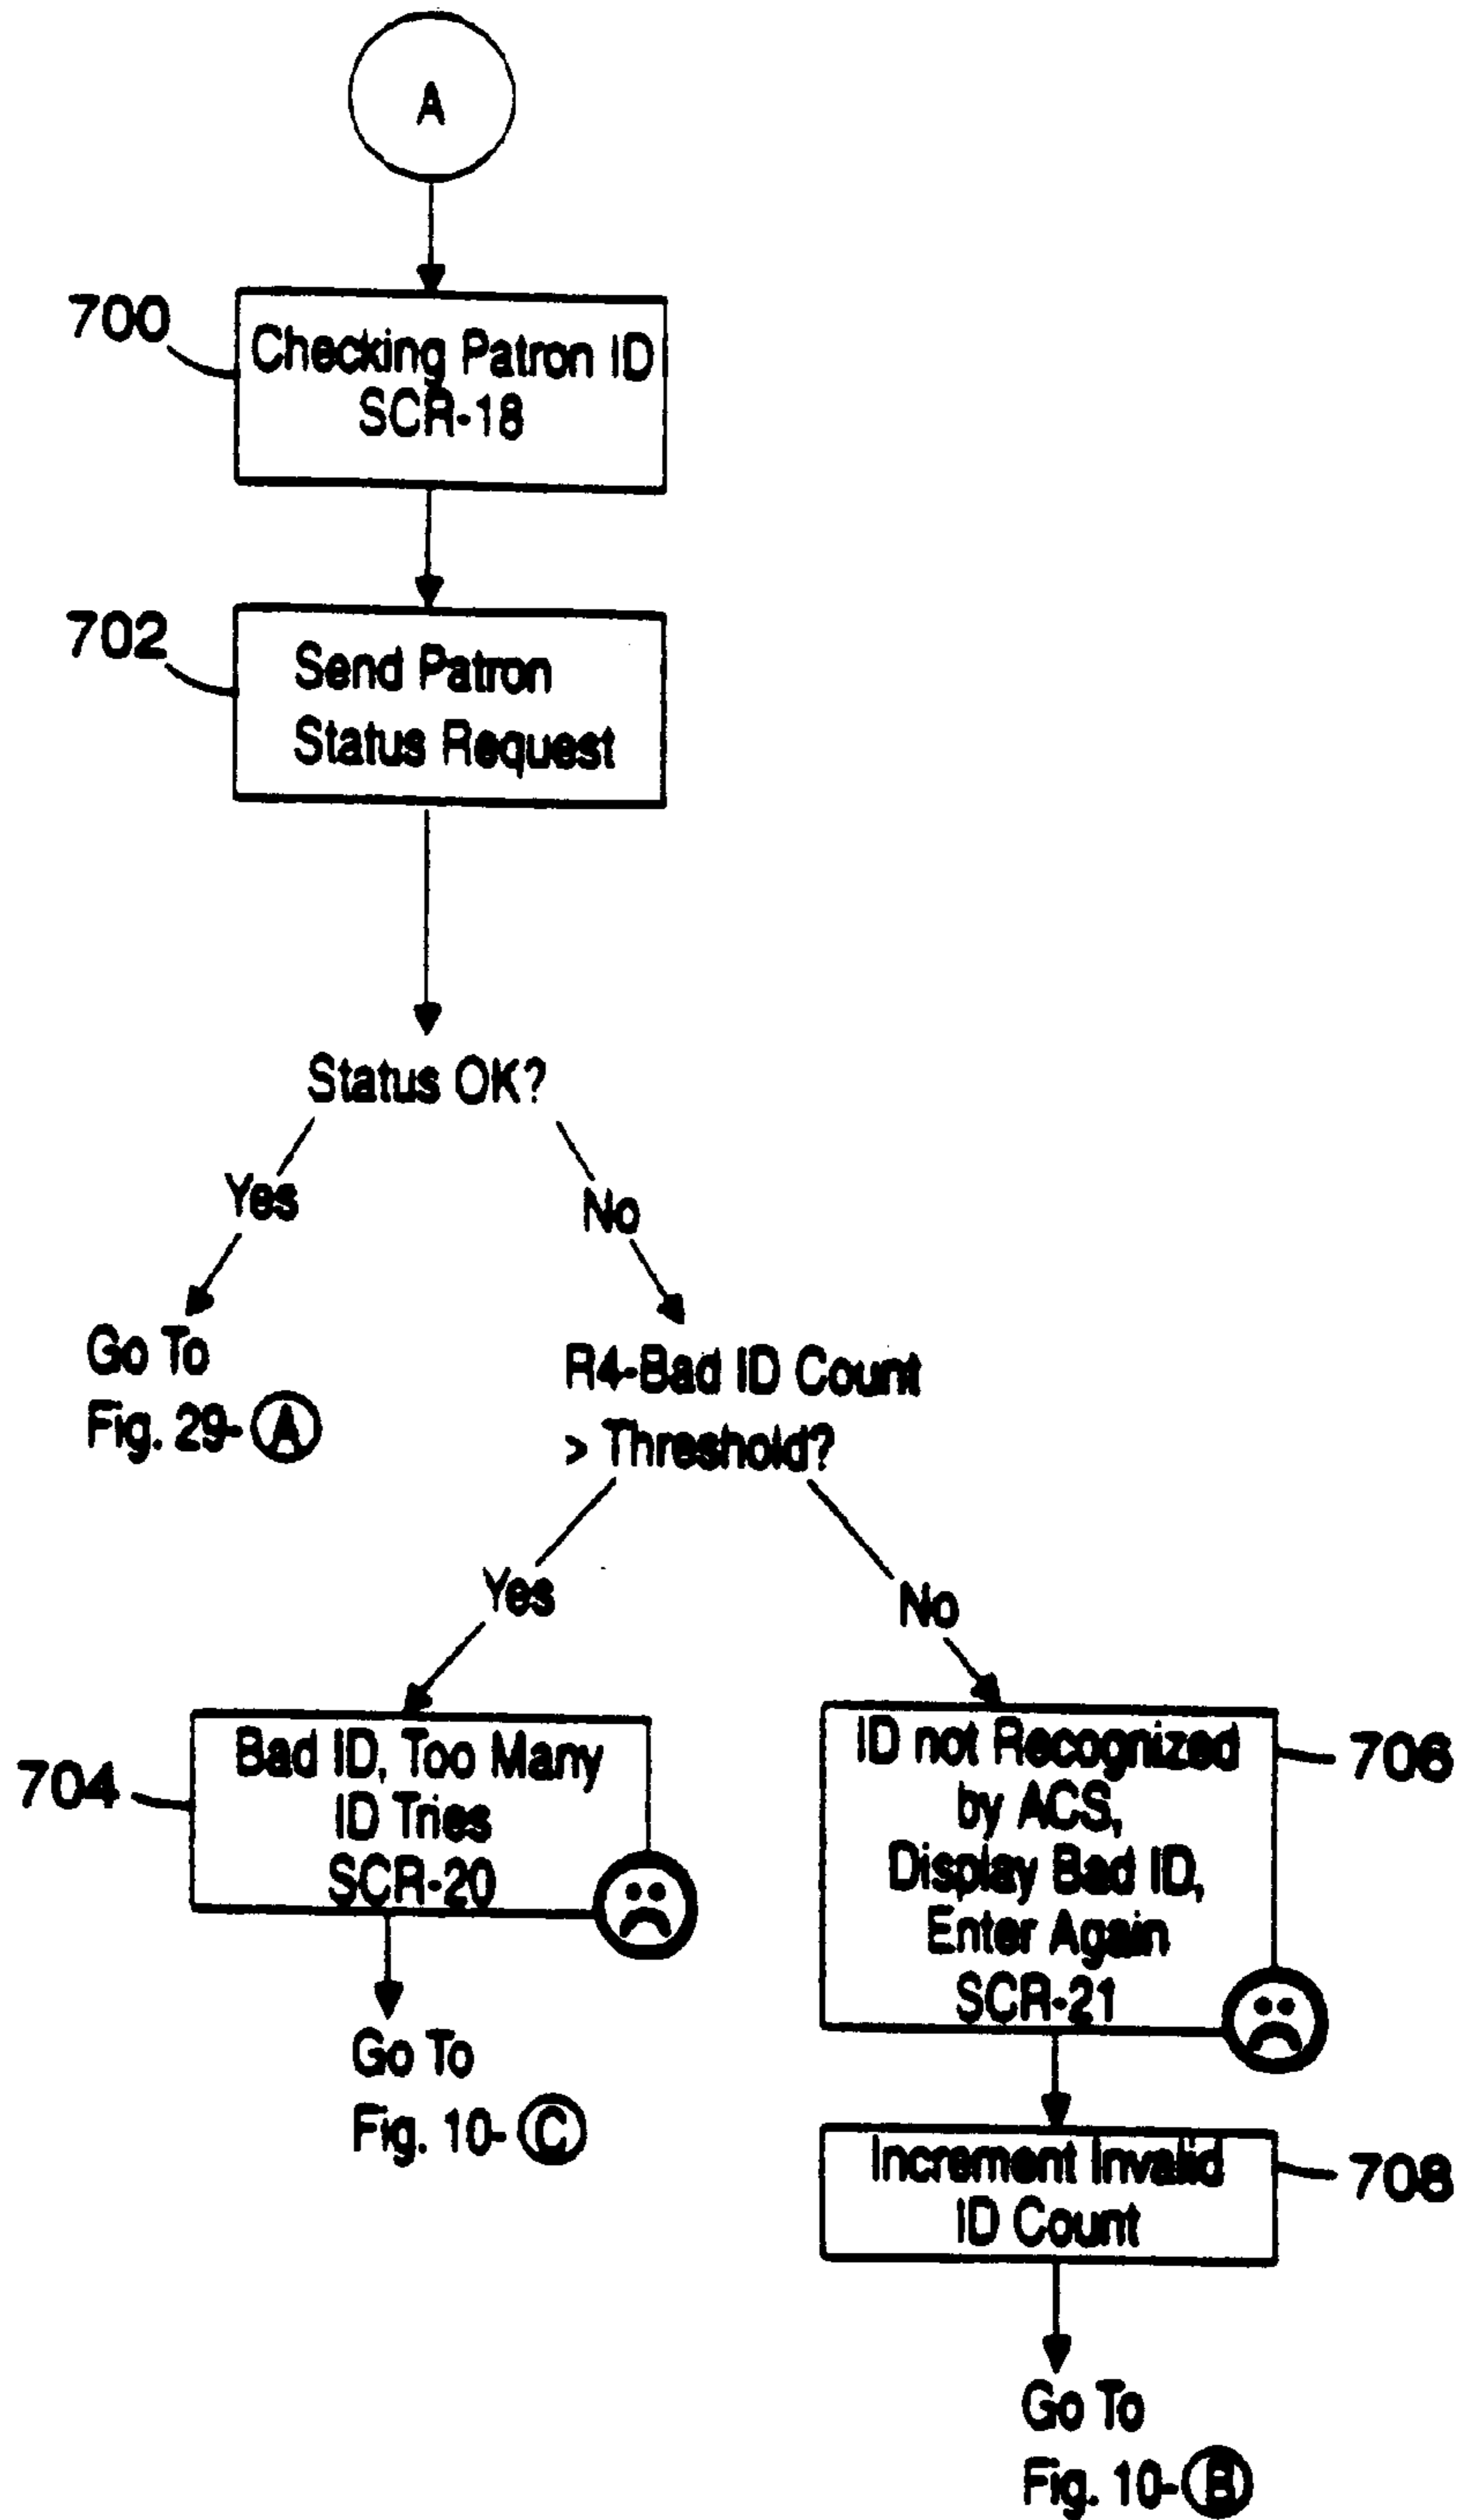 A
700
Checking Patron ID
SCR-18
702
Send Patron
Status Request
Status OK?
Yes
No
Go To
Fig. 29- A
R4-Bad ID Count
> Threshold?
Yes
No
704
Bad ID, Too Many
ID Tries
SCR-20
706
ID not Recognized
by ACS,
Display Bad ID,
Enter Again
SCR-21
Go To
Fig. 10- C
708
Increment Invalid
ID Count
Go To
Fig. 10- B